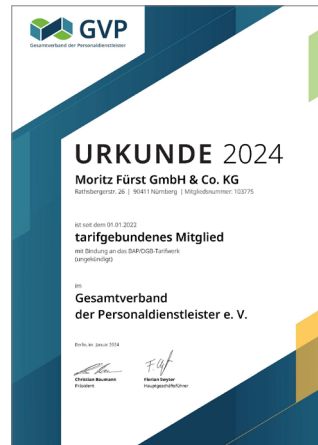 GVP
Gesamtverband der Personaldienstleister
URKUNDE 2024
Moritz Fürst GmbH & Co. KG
Rathsbergerstr. 26 | 90411 Nürnberg | Mitgliedsnummer: 103775
ist seit dem 01.01.2022
tarifgebundenes Mitglied
mit Bindung an das BAP/DGB-Tarifwerk
(ungekündigt)
im
Gesamtverband
der Personaldienstleister e. V.
Berlin, im Januar 2024
Christian Baumann
Präsident
Florian Swyter
Hauptgeschäftsführer